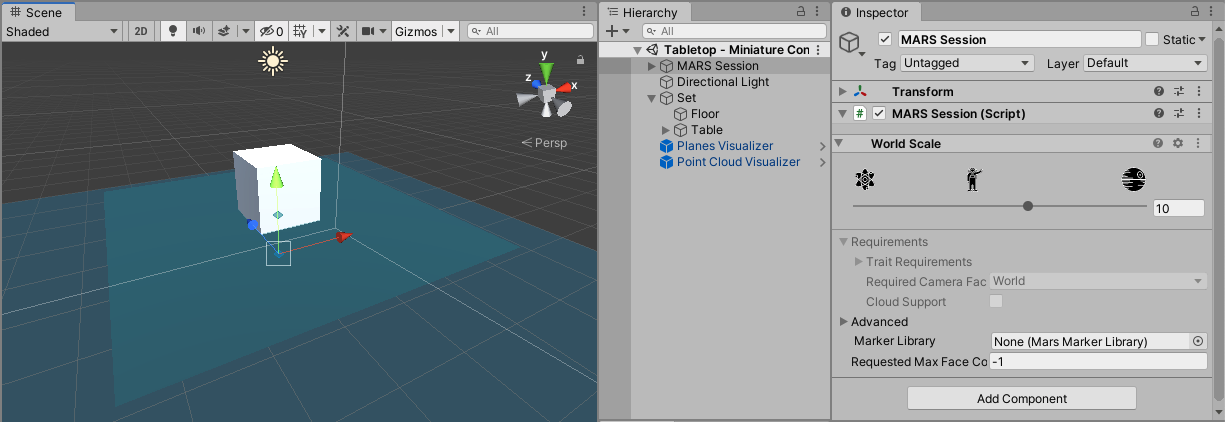 Scene
Shaded
2D
0
Gizmos
All
y
z
x
Persp
Hierarchy
All
Tabletop - Miniature Con
MARS Session
Directional Light
Set
Floor
Table
Planes Visualizer
Point Cloud Visualizer
Inspector
MARS Session
Static
Tag Untagged Layer Default
Transform
# MARS Session (Script)
World Scale
10
Requirements
Trait Requirements
Required Camera Fac World
Cloud Support
Advanced
Marker Library None (Mars Marker Library)
Requested Max Face Co -1
Add Component